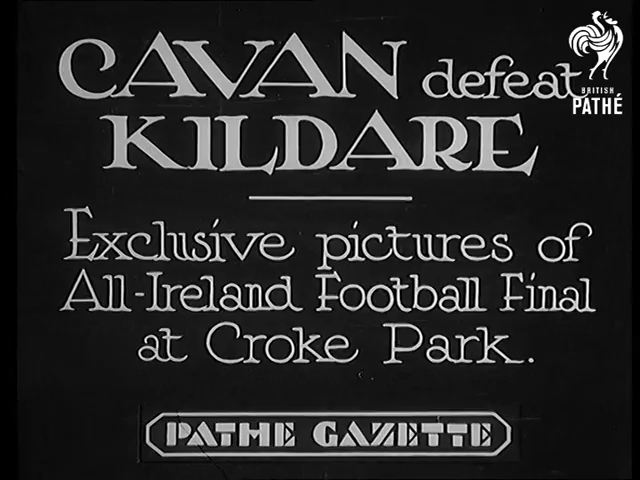 CAVAN defeat
KILDARE
Exclusive pictures of
All-Ireland Football Final
at Croke Park.
PATHE GAZETTE
BRITISH
PATHÉ